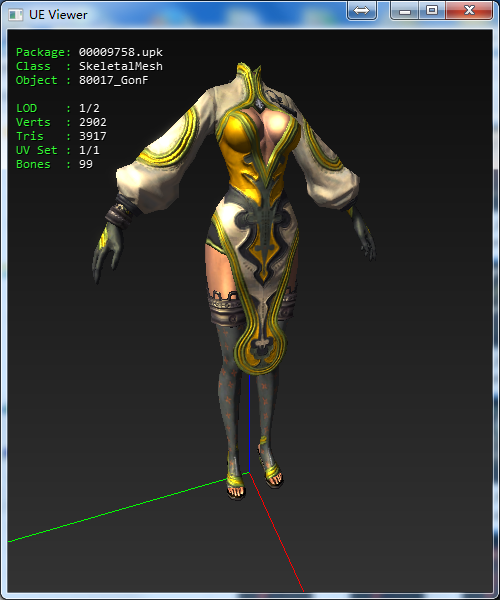 UE Viewer
Package: 00009758.upk
Class : SkeletalMesh
Object : 80017_GonF
LOD : 1/2
Verts : 2902
Tris : 3917
UV Set : 1/1
Bones : 99